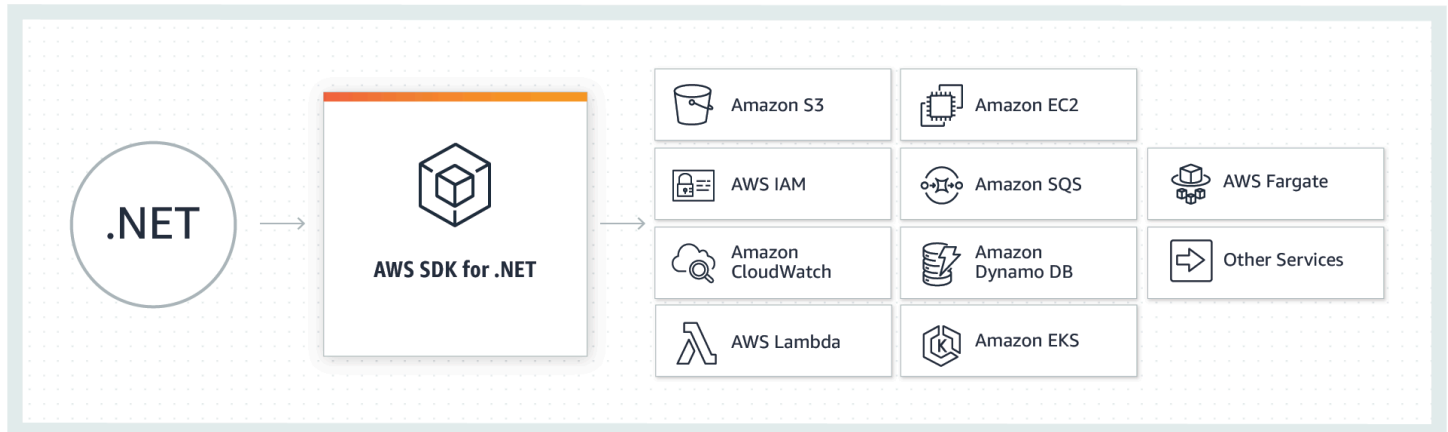 .NET
AWS SDK for .NET
Amazon S3
Amazon EC2
AWS IAM
Amazon SQS
AWS Fargate
Amazon
CloudWatch
Amazon
Dynamo DB
Other Services
AWS Lambda
Amazon EKS
K